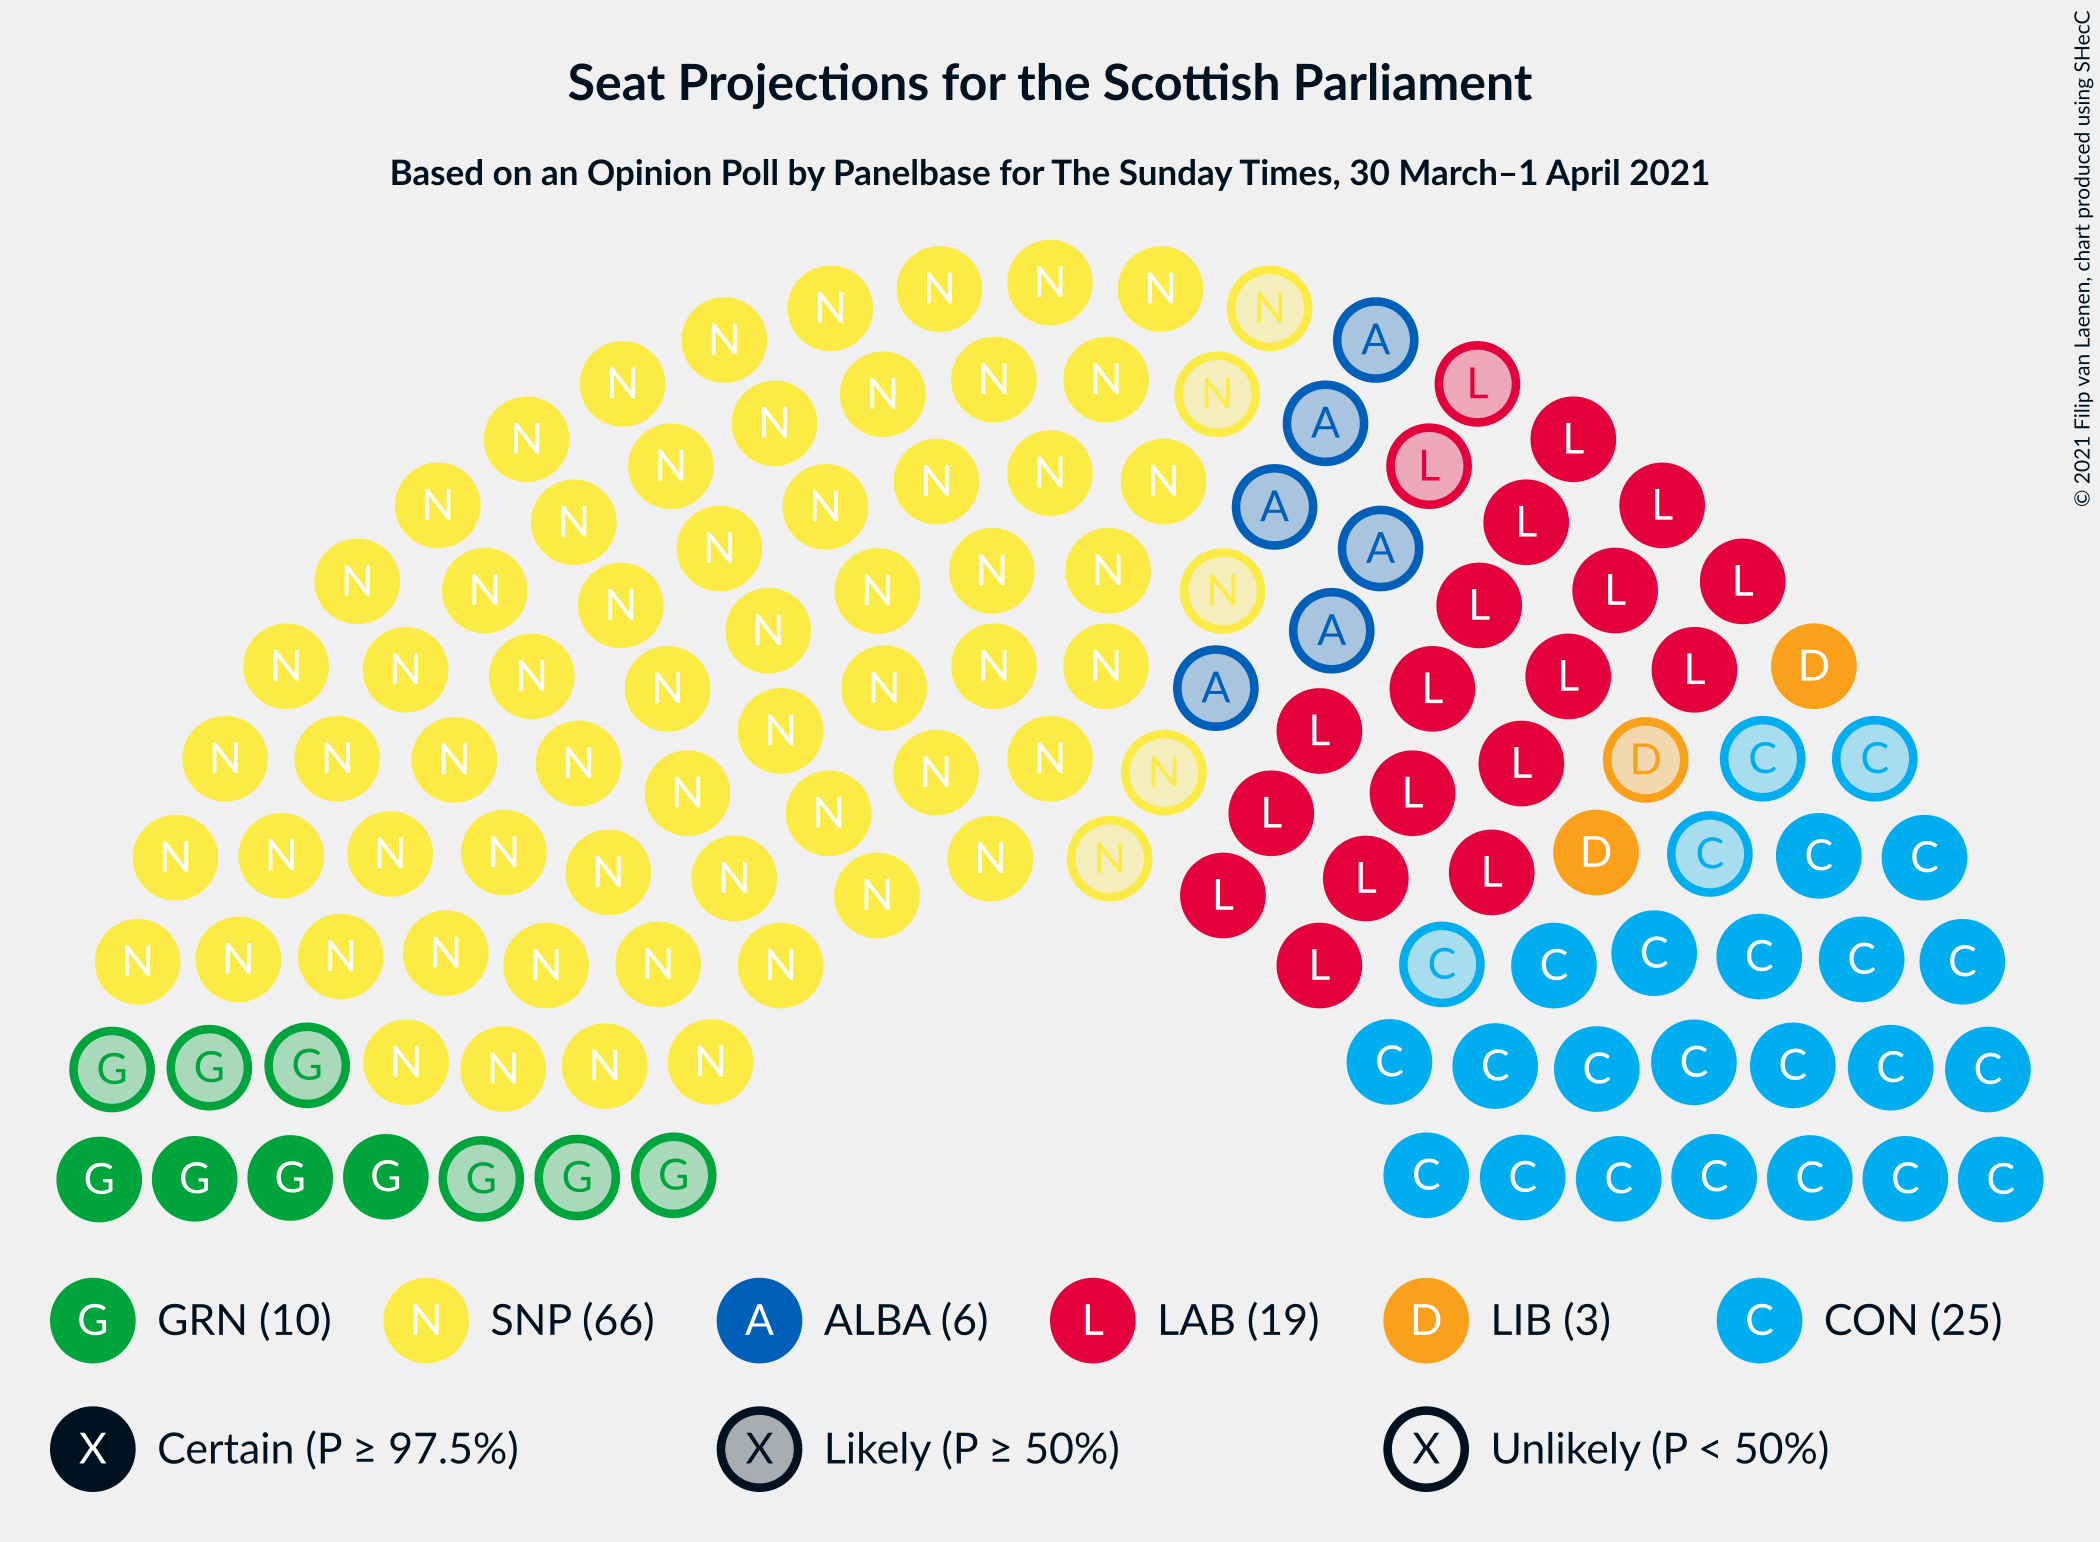 Seat Projections for the Scottish Parliament
Based on an Opinion Poll by Panelbase for The Sunday Times, 30 March–1 April 2021
© 2021 Filip van Laenen, chart produced using SHecC
N N N N N
N N N N N N A L
N N N N N N A L L
N N N N A A L L
N N N N N N N N A L L L
N N N N N N N A L L L D
N N N N N N N N N L L L D C C
N N N N N N N N N N L L L L D C C C
N N N N N N N L C C C C C C
G G G N N N N C C C C C C C
G G G G G G G C C C C C C C
G GRN (10) N SNP (66) A ALBA (6) L LAB (19) D LIB (3) C CON (25)
X Certain (P ≥ 97.5%) X Likely (P ≥ 50%) X Unlikely (P < 50%)